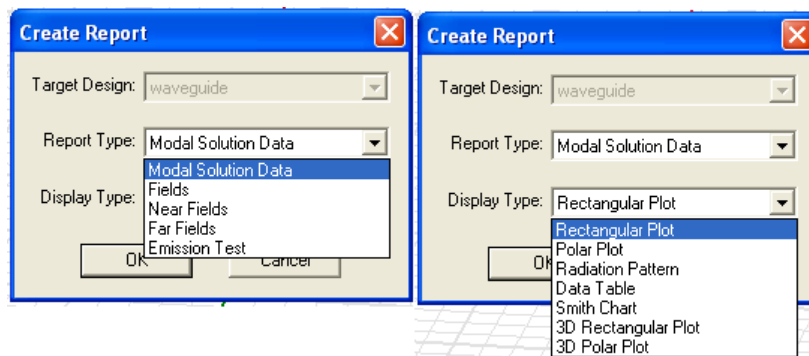 Create Report
Target Design: waveguide
Report Type: Modal Solution Data
Modal Solution Data
Fields
Display Type:
Near Fields
Far Fields
Emission Test
OK
Cancel
Create Report
Target Design: waveguide
Report Type: Modal Solution Data
Display Type: Rectangular Plot
Rectangular Plot
Polar Plot
OK
Radiation Pattern
Data Table
Smith Chart
3D Rectangular Plot
3D Polar Plot